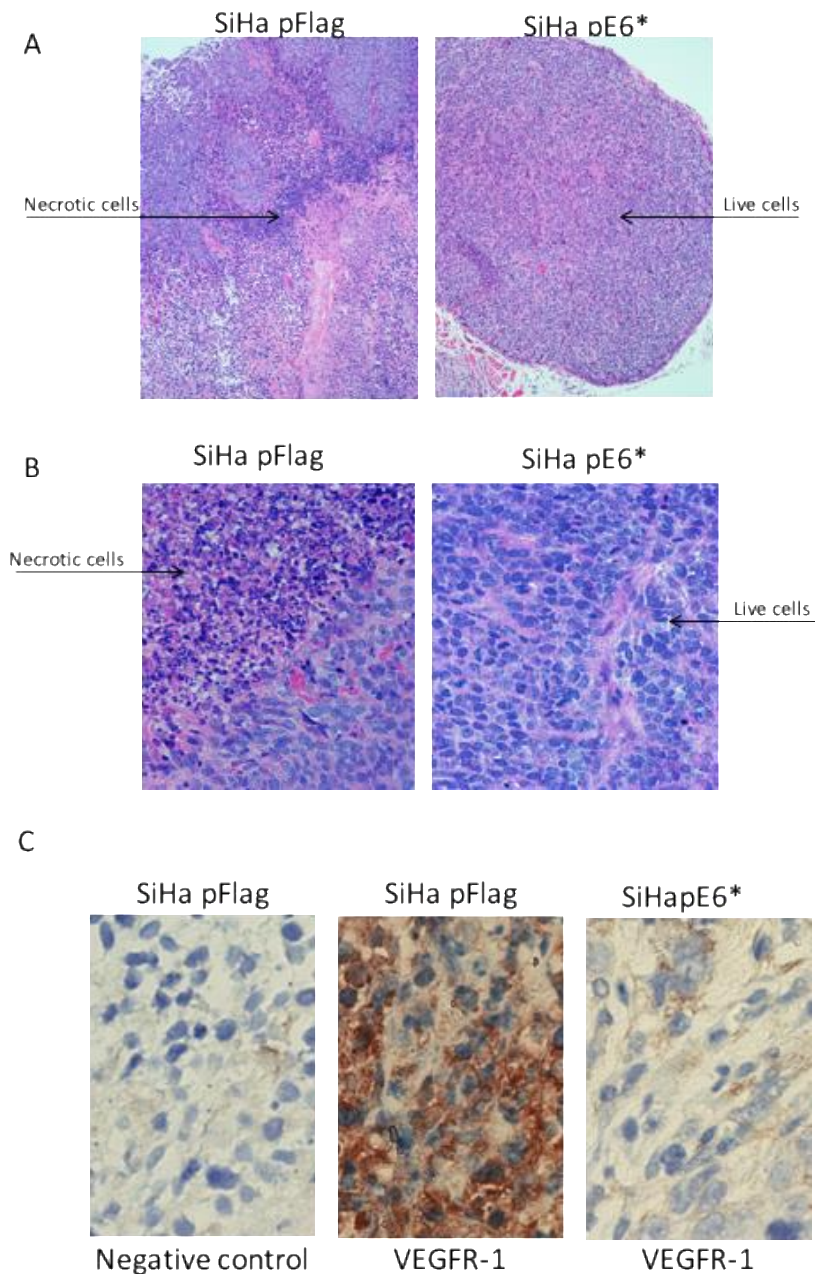 A
SiHa pFlag
SiHa pE6*
Necrotic cells
Live cells
B
SiHa pFlag
SiHa pE6*
Necrotic cells
Live cells
C
SiHa pFlag
SiHa pFlag
SiHapE6*
Negative control
VEGFR-1
VEGFR-1